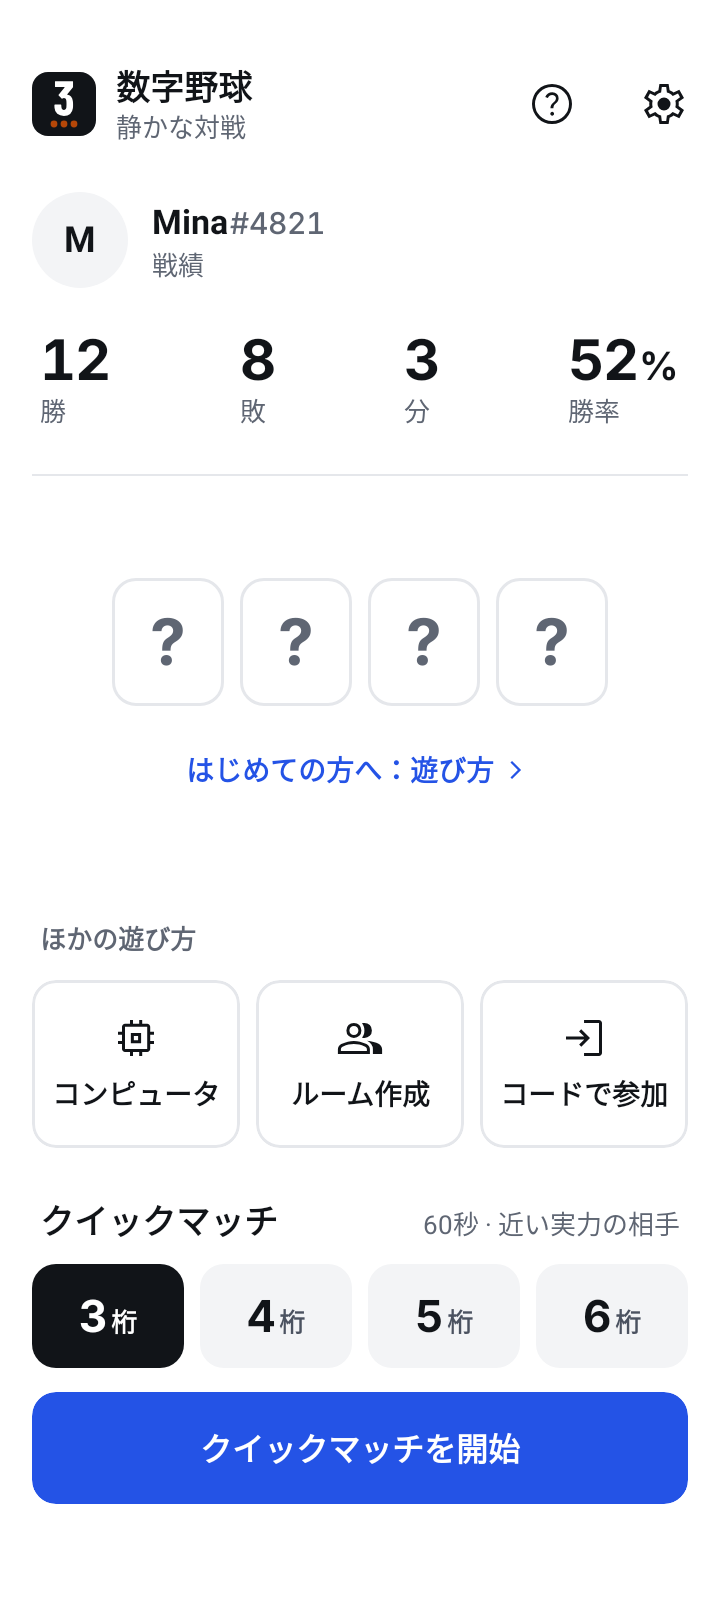 3
数字野球
静かな対戦
M
Mina#4821
戦績
12 8 3 52%
勝 敗 分 勝率
? ? ? ?
はじめての方へ：遊び方
ほかの遊び方
コンピュータ ルーム作成 コードで参加
クイックマッチ 60秒 · 近い実力の相手
3桁 4桁 5桁 6桁
クイックマッチを開始